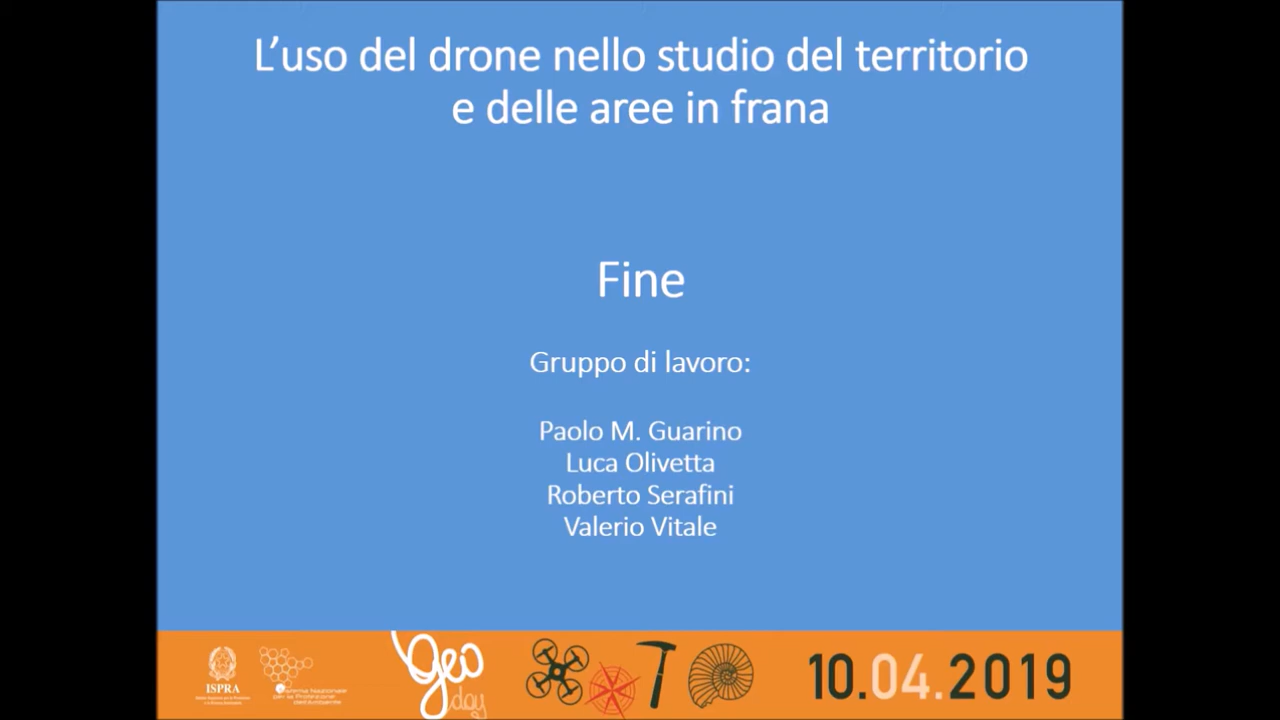 L'uso del drone nello studio del territorio
e delle aree in frana
Fine
Gruppo di lavoro:
Paolo M. Guarino
Luca Olivetta
Roberto Serafini
Valerio Vitale
ISPRA
Geo
day
10.04.2019